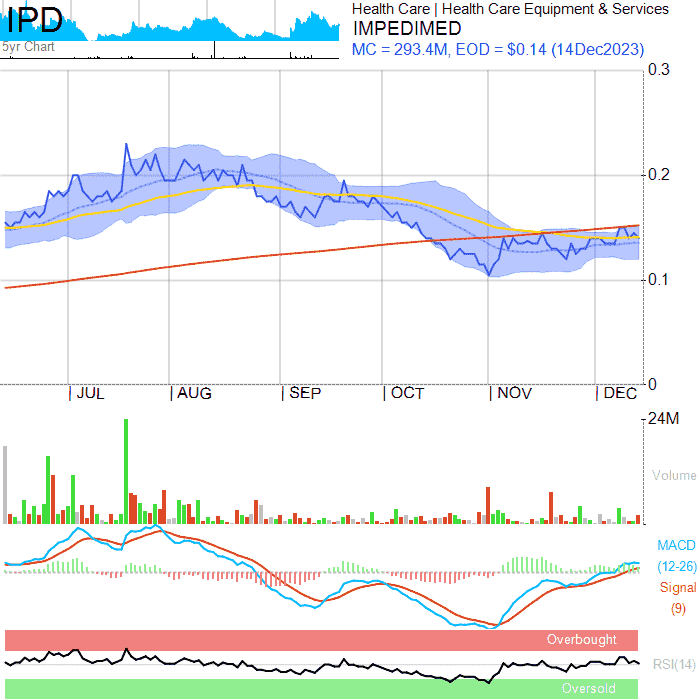 IPD
5yr Chart
Health Care | Health Care Equipment & Services
IMPEDIMED
MC = 293.4M, EOD = $0.14 (14Dec2023)
0.3
0.2
0.1
0
JUL AUG SEP OCT NOV DEC
24M
Volume
MACD
(12-26)
Signal
(9)
Overbought
RSI(14)
Oversold